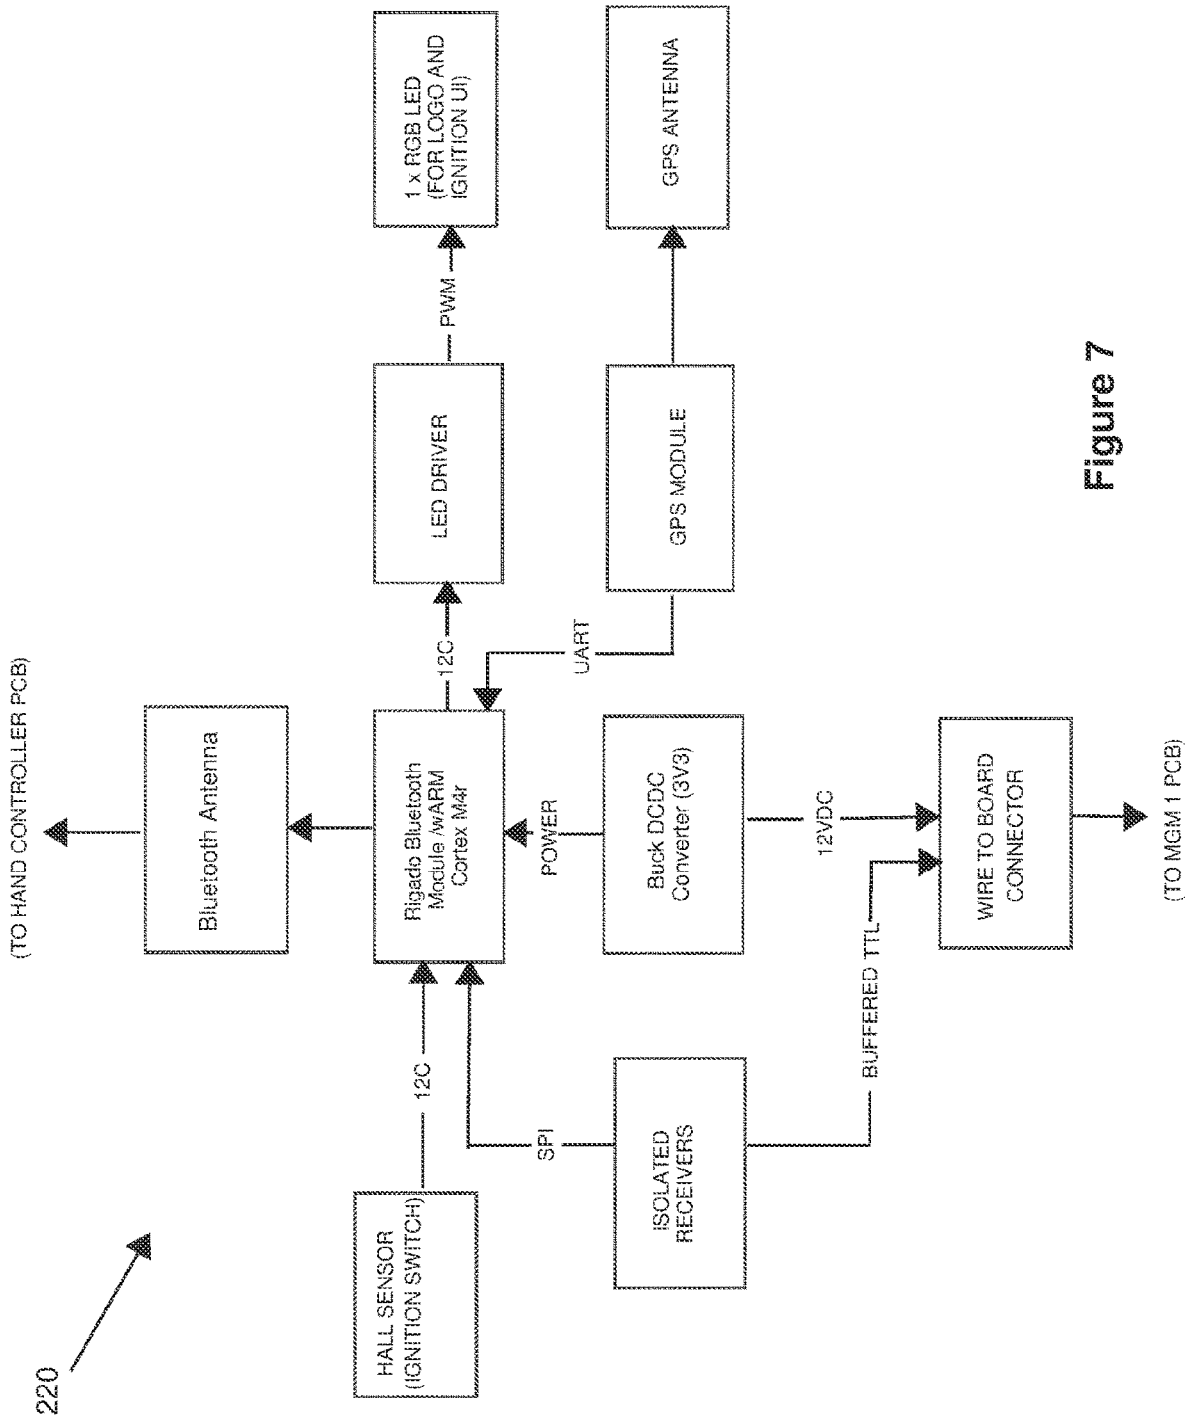 220
(TO HAND CONTROLLER PCB)
Bluetooth Antenna
HALL SENSOR
(IGNITION SWITCH)
12C
Rigado Bluetooth
Module /wARM
Cortex M4r
12C
LED DRIVER
PWM
1 x RGB LED
(FOR LOGO AND
IGNITION UI)
SPI
POWER
UART
ISOLATED
RECEIVERS
Buck DCDC
Converter (3V3)
GPS MODULE
GPS ANTENNA
BUFFERED TTL
12VDC
WIRE TO BOARD
CONNECTOR
(TO MGM 1 PCB)
Figure 7